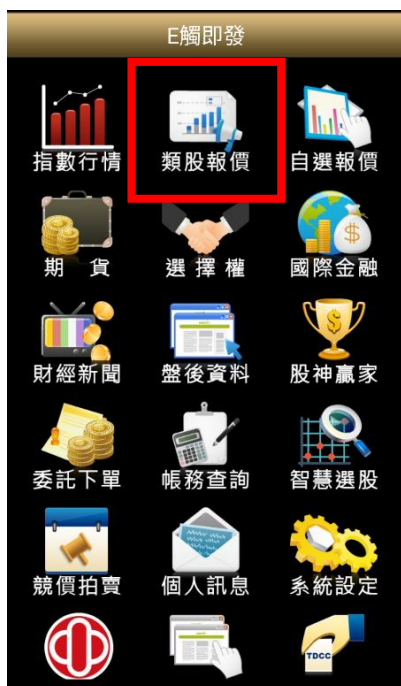 E觸即發
指數行情 類股報價 自選報價
期 貨 選擇權 國際金融
財經新聞 盤後資料 股神贏家
委託下單 帳務查詢 智慧選股
競價拍賣 個人訊息 系統設定
TDCC